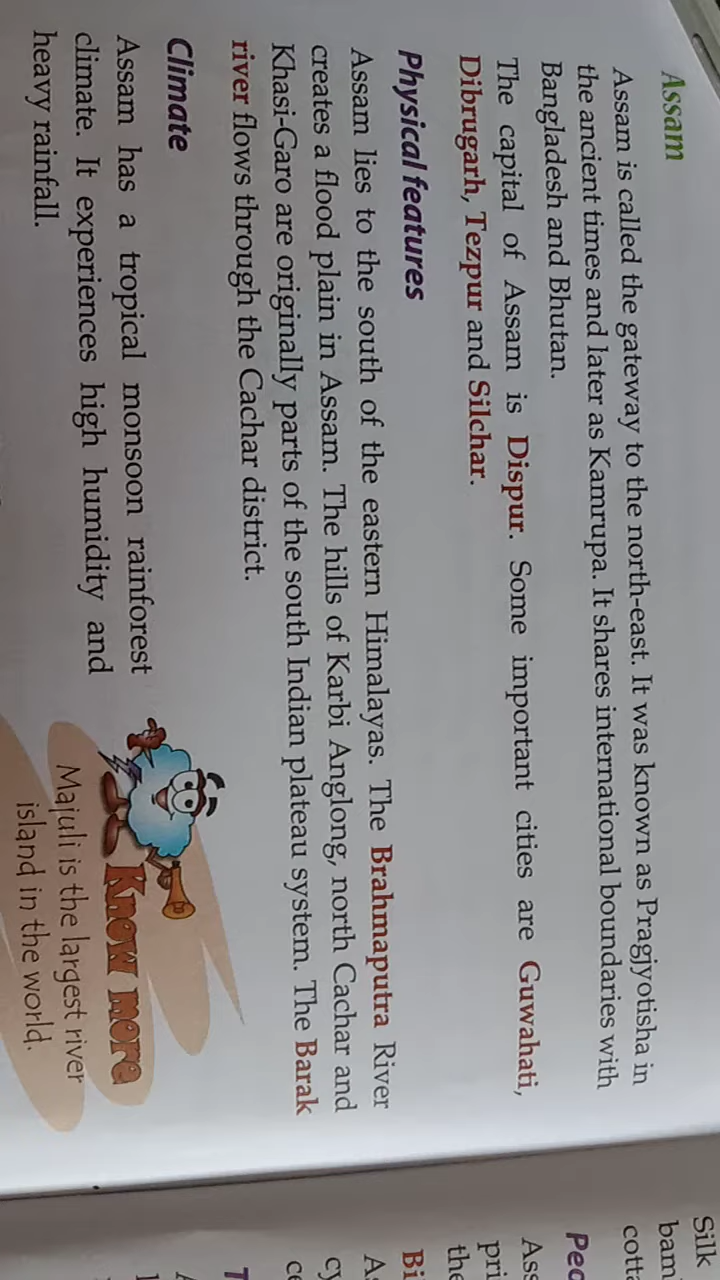 Assam
Assam is called the gateway to the north-east. It was known as Pragjyotisha in
the ancient times and later as Kamrupa. It shares international boundaries with
Bangladesh and Bhutan.
The capital of Assam is Dispur. Some important cities are Guwahati,
Dibrugarh, Tezpur and Silchar.
Physical features
Assam lies to the south of the eastern Himalayas. The Brahmaputra River
creates a flood plain in Assam. The hills of Karbi Anglong, north Cachar and
Khasi-Garo are originally parts of the south Indian plateau system. The Barak
river flows through the Cachar district.
Climate
Assam has a tropical monsoon rainforest
climate. It experiences high humidity and
heavy rainfall.
Know more
Majuli is the largest river
island in the world.
Silk